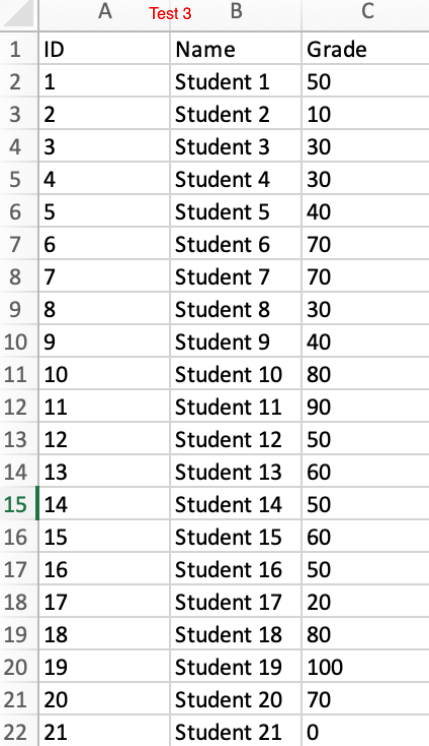 A Test 3 B C
1 ID Name Grade
2 1 Student 1 50
3 2 Student 2 10
4 3 Student 3 30
5 4 Student 4 30
6 5 Student 5 40
7 6 Student 6 70
8 7 Student 7 70
9 8 Student 8 30
10 9 Student 9 40
11 10 Student 10 80
12 11 Student 11 90
13 12 Student 12 50
14 13 Student 13 60
15 14 Student 14 50
16 15 Student 15 60
17 16 Student 16 50
18 17 Student 17 20
19 18 Student 18 80
20 19 Student 19 100
21 20 Student 20 70
22 21 Student 21 0